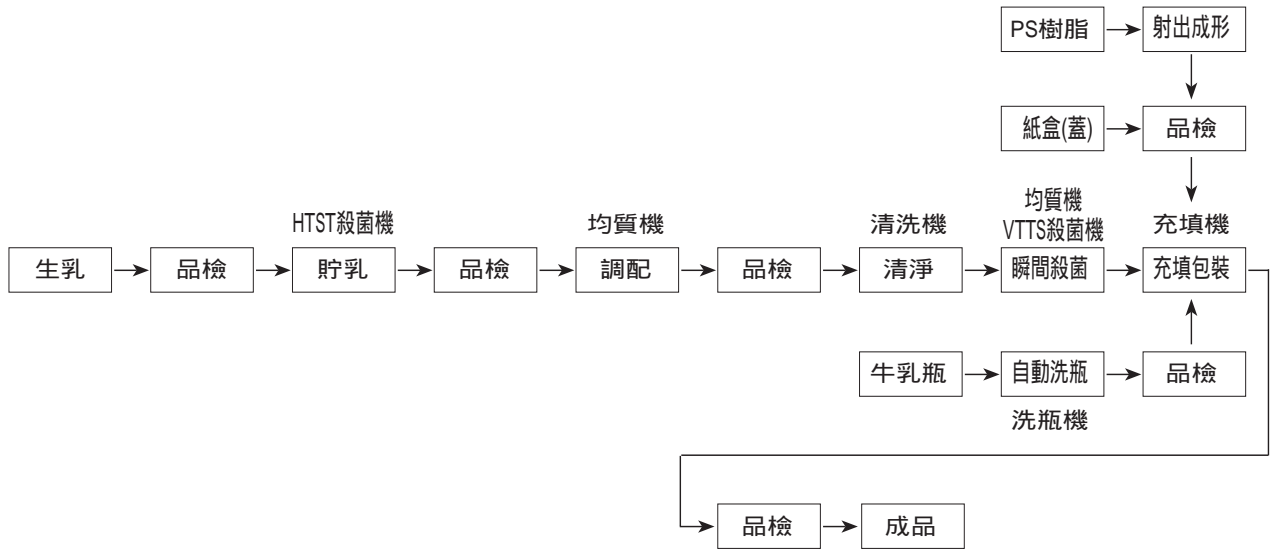 PS樹脂
射出成形
紙盒(蓋)
品檢
均質機
HTST殺菌機
均質機
清洗機
VTTS殺菌機
充填機
生乳
品檢
貯乳
品檢
調配
品檢
清淨
瞬間殺菌
充填包裝
牛乳瓶
自動洗瓶
品檢
洗瓶機
品檢
成品